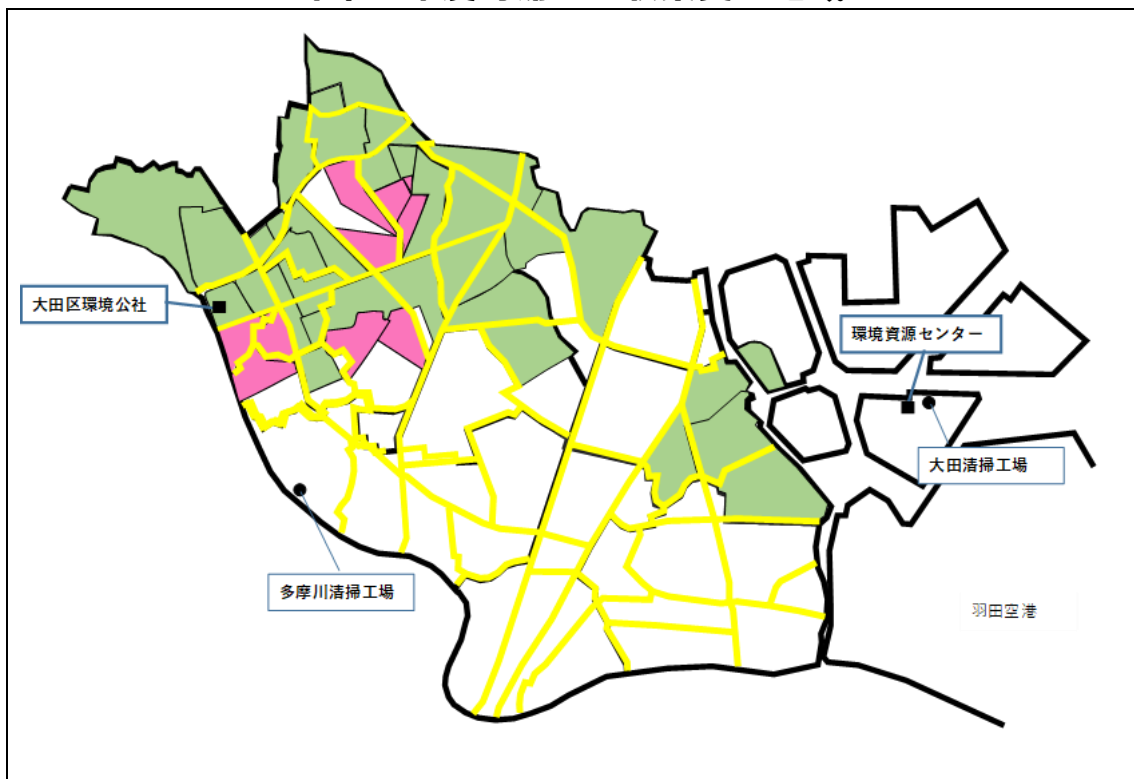 大田区環境公社
環境資源センター
大田清掃工場
多摩川清掃工場
羽田空港